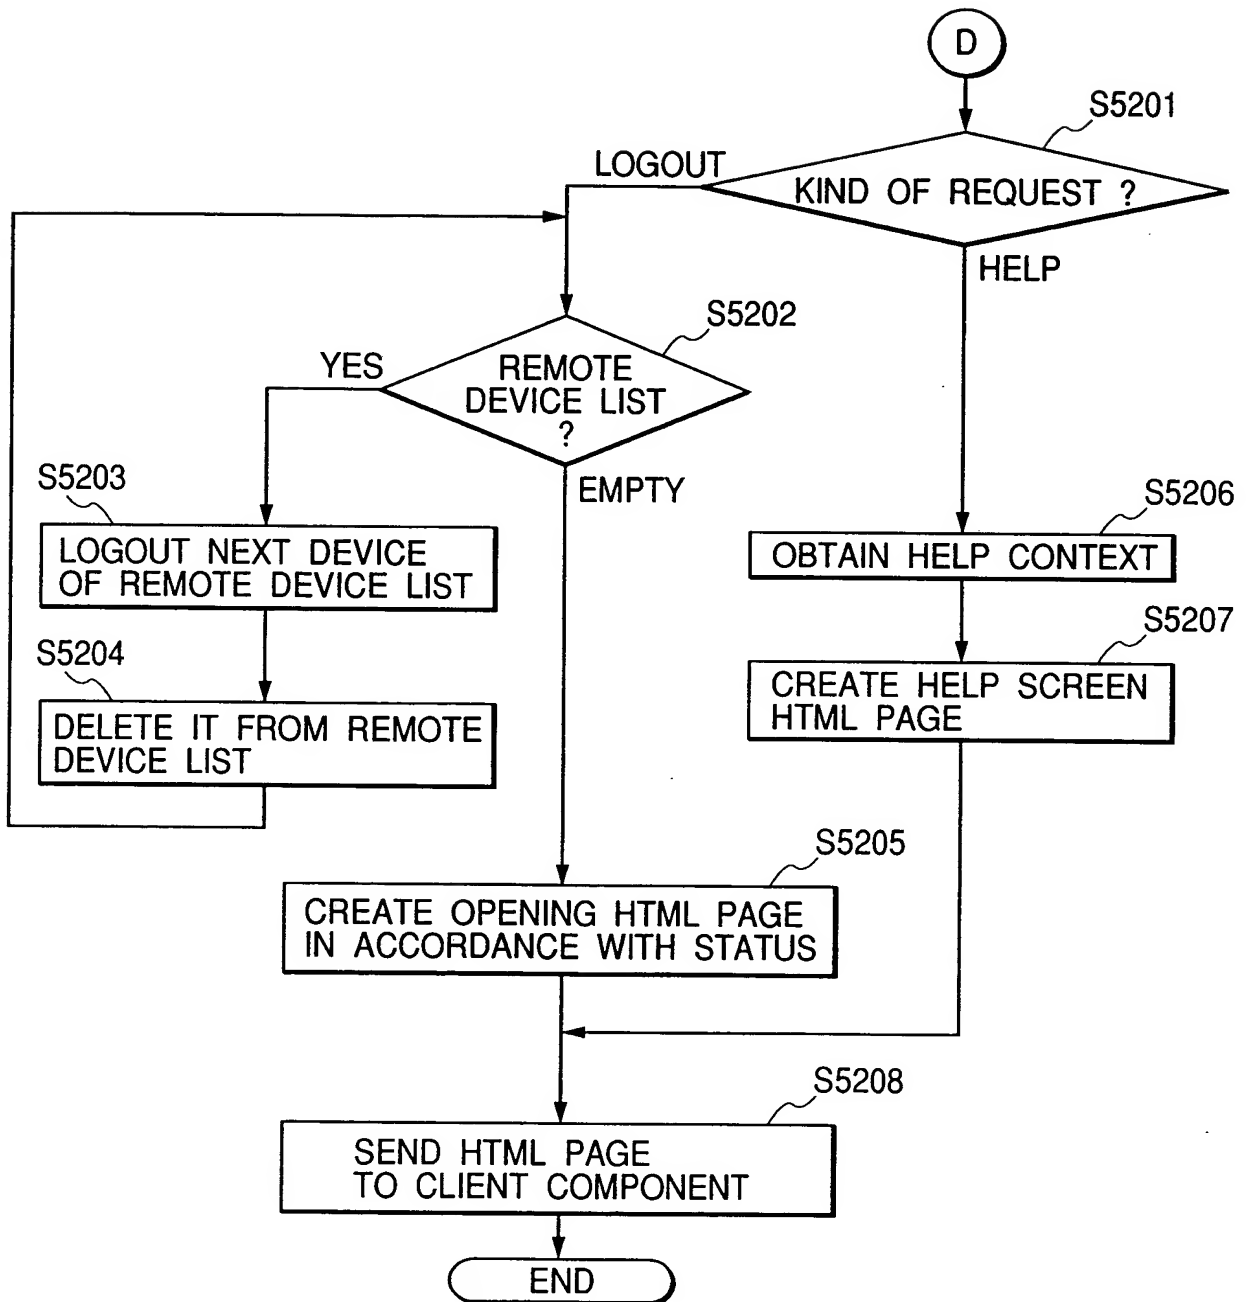 D
S5201
LOGOUT
KIND OF REQUEST ?
HELP
S5202
YES
REMOTE
DEVICE LIST
?
EMPTY
S5203
LOGOUT NEXT DEVICE
OF REMOTE DEVICE LIST
S5206
OBTAIN HELP CONTEXT
S5204
DELETE IT FROM REMOTE
DEVICE LIST
S5207
CREATE HELP SCREEN
HTML PAGE
S5205
CREATE OPENING HTML PAGE
IN ACCORDANCE WITH STATUS
S5208
SEND HTML PAGE
TO CLIENT COMPONENT
END